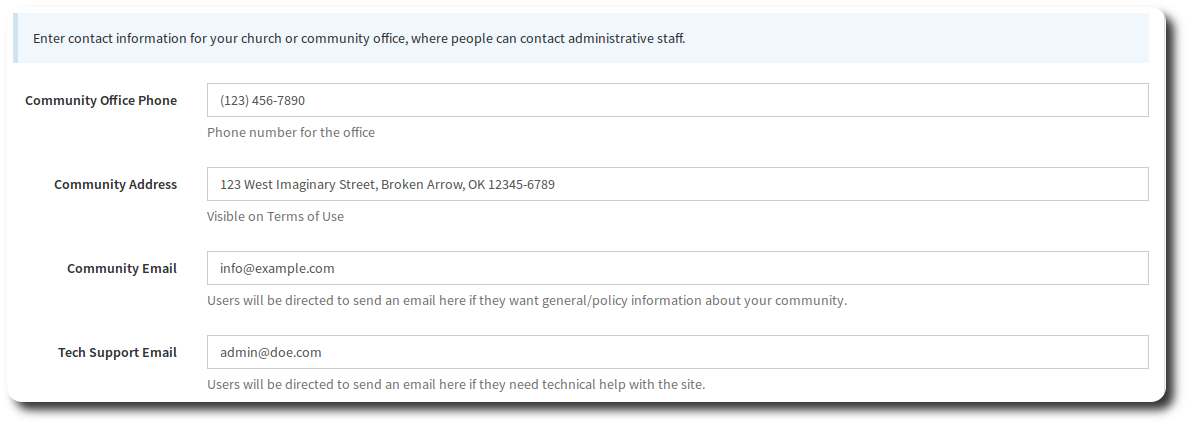 Enter contact information for your church or community office, where people can contact administrative staff.
Community Office Phone
(123) 456-7890
Phone number for the office
Community Address
123 West Imaginary Street, Broken Arrow, OK 12345-6789
Visible on Terms of Use
Community Email
info@example.com
Users will be directed to send an email here if they want general/policy information about your community.
Tech Support Email
admin@doe.com
Users will be directed to send an email here if they need technical help with the site.